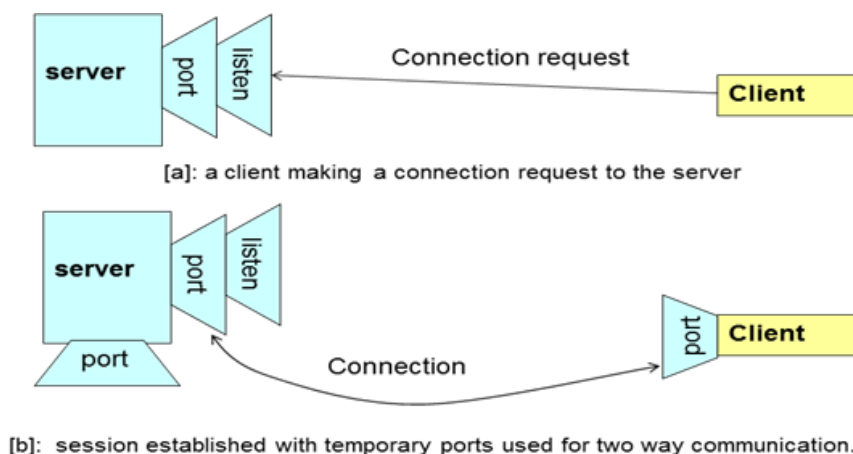 server
port
listen
Connection request
Client
[a]: a client making a connection request to the server
server
port
listen
port
Connection
port
Client
[b]: session established with temporary ports used for two way communication.